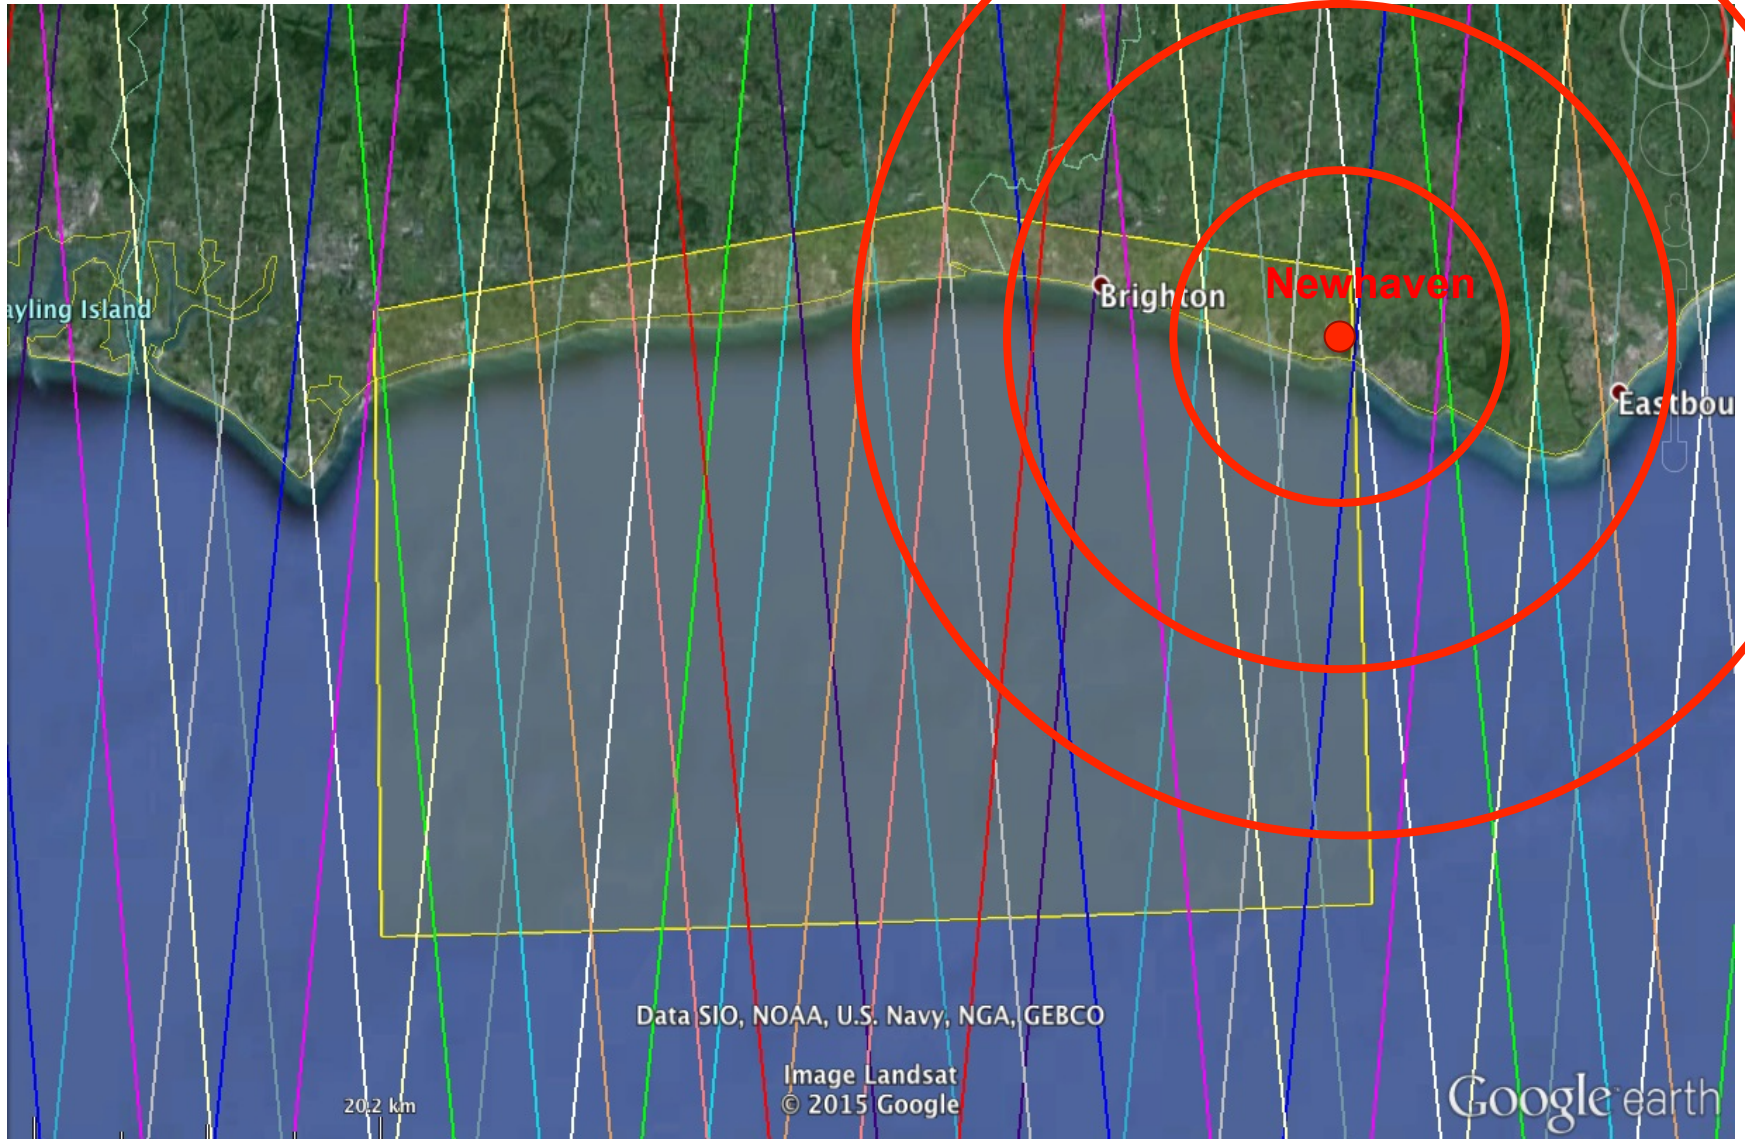 Newhaven
Brighton
ayling Island
Eastbou
Data SIO, NOAA, U.S. Navy, NGA, GEBCO
Image Landsat
© 2015 Google
20.2 km
Google earth